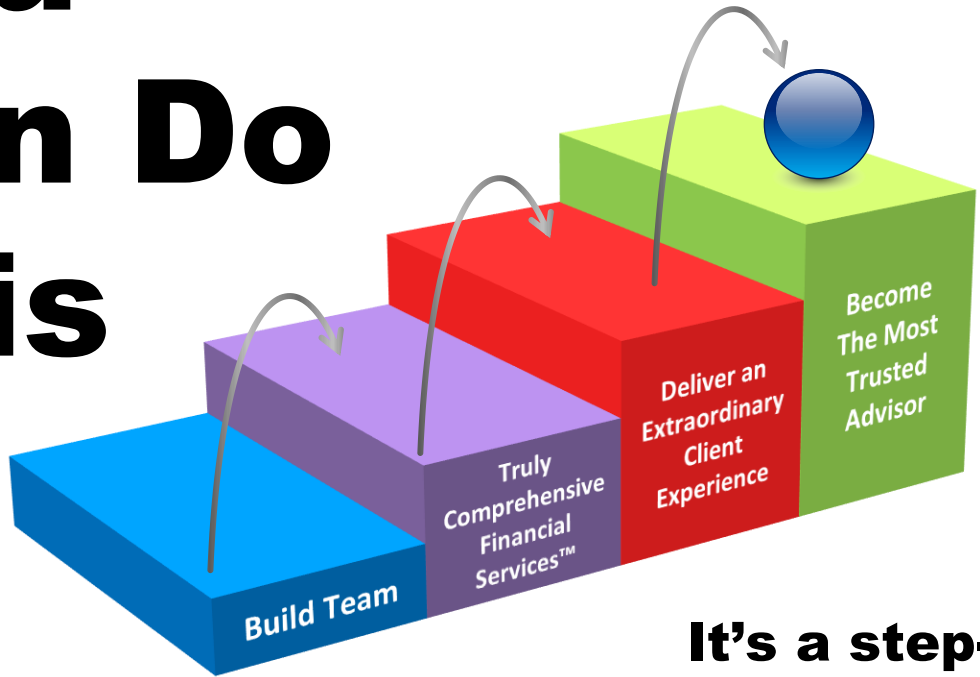 n Do
is
Become
The Most
Trusted
Advisor
Deliver an
Extraordinary
Client
Experience
Truly
Comprehensive
Financial
Services™
Build Team
It’s a step-